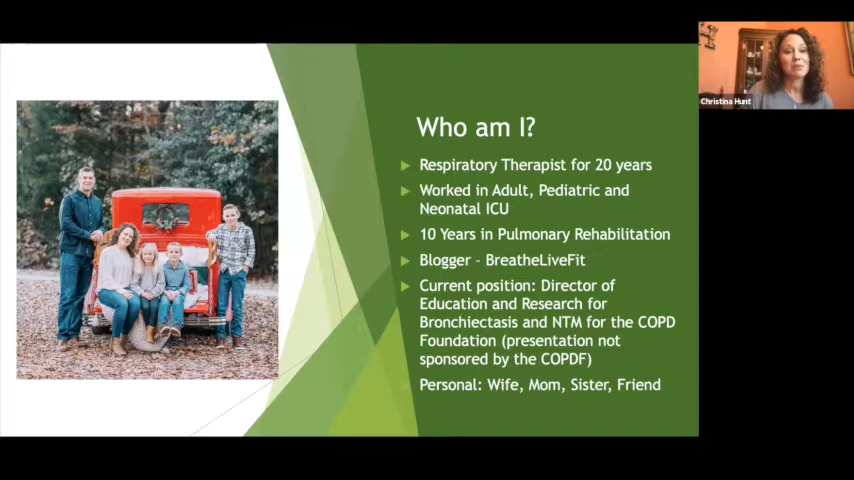 Who am I?
Respiratory Therapist for 20 years
Worked in Adult, Pediatric and
Neonatal ICU
10 Years in Pulmonary Rehabilitation
Blogger – BreatheLiveFit
Current position: Director of
Education and Research for
Bronchiectasis and NTM for the COPD
Foundation (presentation not
sponsored by the COPDF)
Personal: Wife, Mom, Sister, Friend
Christina Hunt